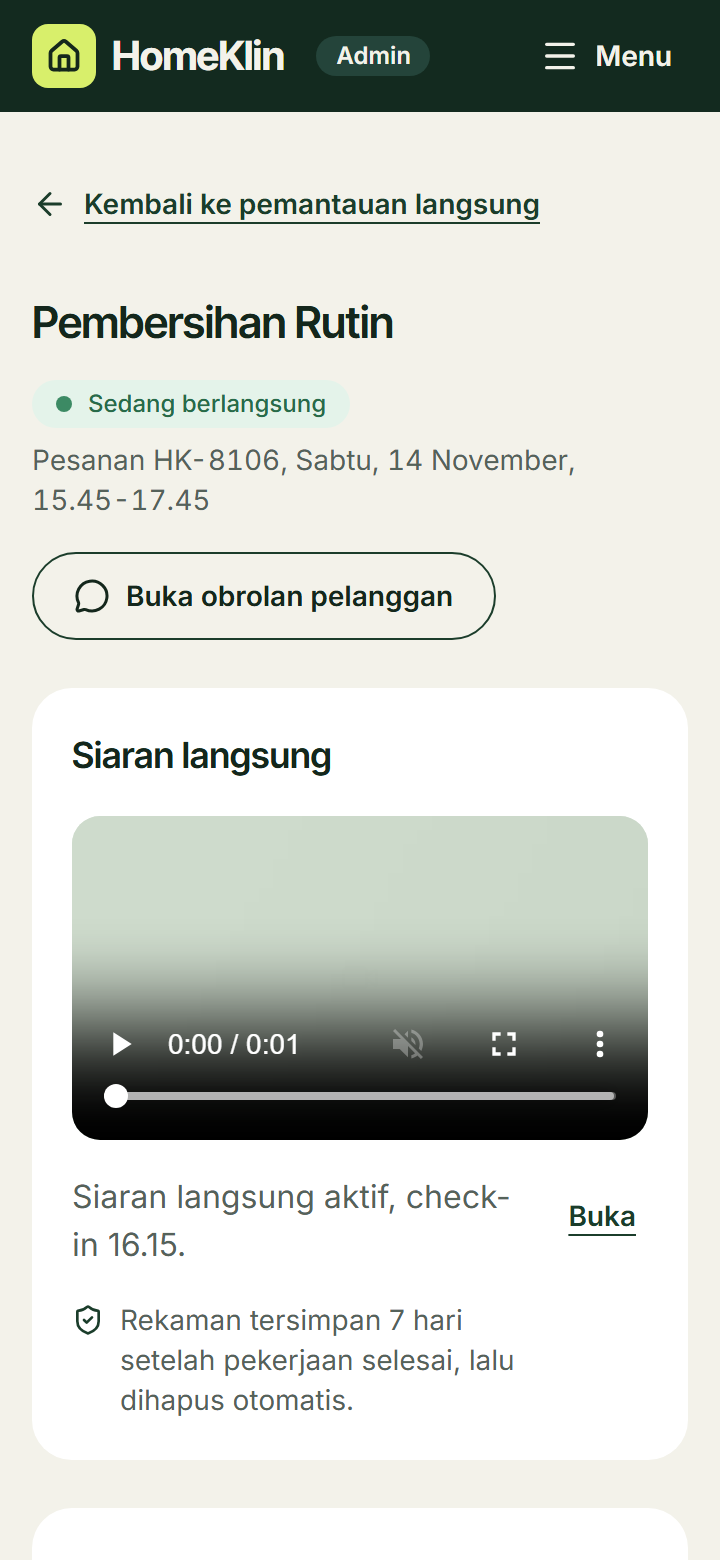 HomeKlin
Admin
Menu
Kembali ke pemantauan langsung
Pembersihan Rutin
Sedang berlangsung
Pesanan HK-8106, Sabtu, 14 November,
15.45-17.45
Buka obrolan pelanggan
Siaran langsung
0:00 / 0:01
Siaran langsung aktif, check-
in 16.15.
Buka
Rekaman tersimpan 7 hari
setelah pekerjaan selesai, lalu
dihapus otomatis.